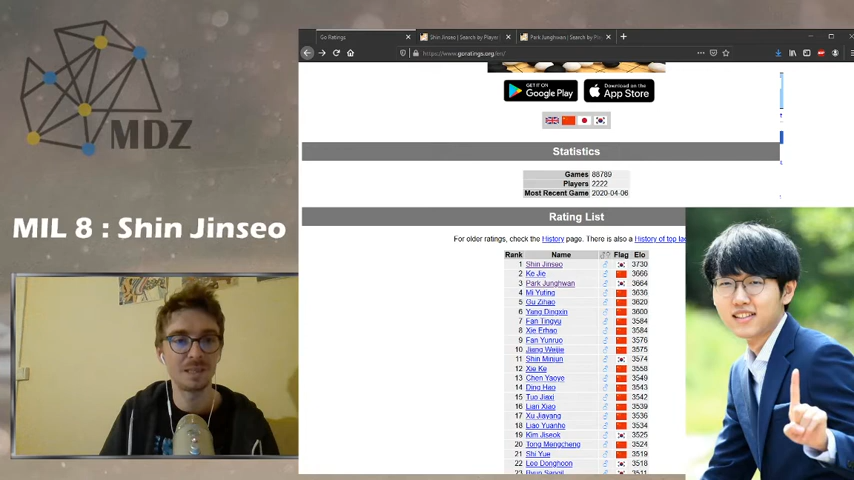 MDZ
MIL 8 : Shin Jinseo
Go Ratings
Shin Jinseo | Search by Player
Park Junghwan | Search by P
https://www.goratings.org/en/
GET IT ON
Google Play
Download on the
App Store
Statistics
Games 88789
Players 2222
Most Recent Game 2020-04-06
Rating List
For older ratings, check the History page. There is also a History of top la
Rank Name ♂♀ Flag Elo
1 Shin Jinseo ♂ 3730
2 Ke Jie ♂ 3666
3 Park Junghwan ♂ 3664
4 Mi Yuting ♂ 3636
5 Gu Zihao ♂ 3620
6 Yang Dingxin ♂ 3600
7 Fan Tingyu ♂ 3584
8 Xie Erhao ♂ 3584
9 Fan Yunruo ♂ 3576
10 Jiang Weijie ♂ 3575
11 Shin Minjun ♂ 3574
12 Xie Ke ♂ 3558
13 Chen Yaoye ♂ 3549
14 Ding Hao ♂ 3543
15 Tuo Jiaxi ♂ 3542
16 Lian Xiao ♂ 3539
17 Xu Jiayang ♂ 3536
18 Liao Yuanhe ♂ 3534
19 Kim Jiseok ♂ 3525
20 Tong Mengcheng ♂ 3524
21 Shi Yue ♂ 3519
22 Lee Donghoon ♂ 3518
23 Byun Sangil ♂ 3511